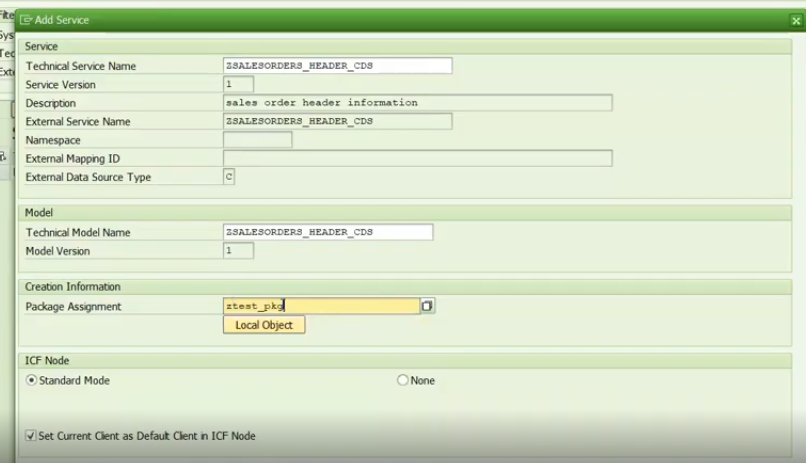 Filte
Add Service
Sys
Tec
Exte
Service
Technical Service Name ZSALESORDERS_HEADER_CDS
Service Version 1
Description sales order header information
External Service Name ZSALESORDERS_HEADER_CDS
Namespace
External Mapping ID
External Data Source Type C
Model
Technical Model Name ZSALESORDERS_HEADER_CDS
Model Version 1
Creation Information
Package Assignment ztest_pkg
Local Object
ICF Node
Standard Mode None
Set Current Client as Default Client in ICF Node